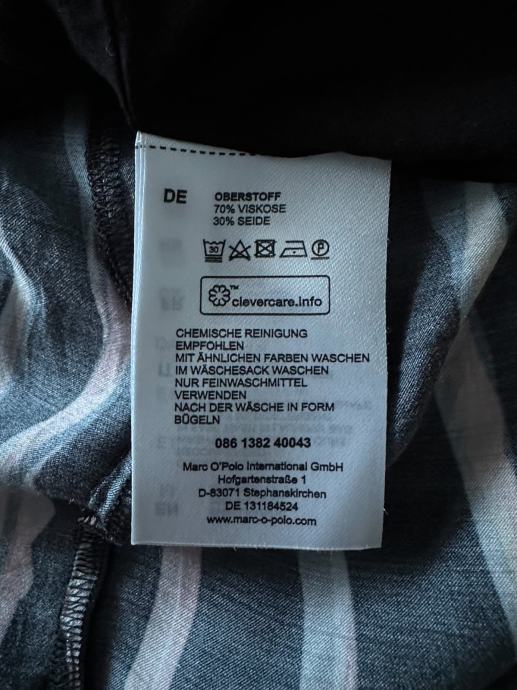 DE OBERSTOFF
70% VISKOSE
30% SEIDE
30 P
™
clevercare.info
CHEMISCHE REINIGUNG
EMPFOHLEN
MIT ÄHNLICHEN FARBEN WASCHEN
IM WÄSCHESACK WASCHEN
NUR FEINWASCHMITTEL
VERWENDEN
NACH DER WÄSCHE IN FORM
BÜGELN
086 1382 40043
Marc O'Polo International GmbH
Hofgartenstraße 1
D-83071 Stephanskirchen
DE 131184524
www.marc-o-polo.com